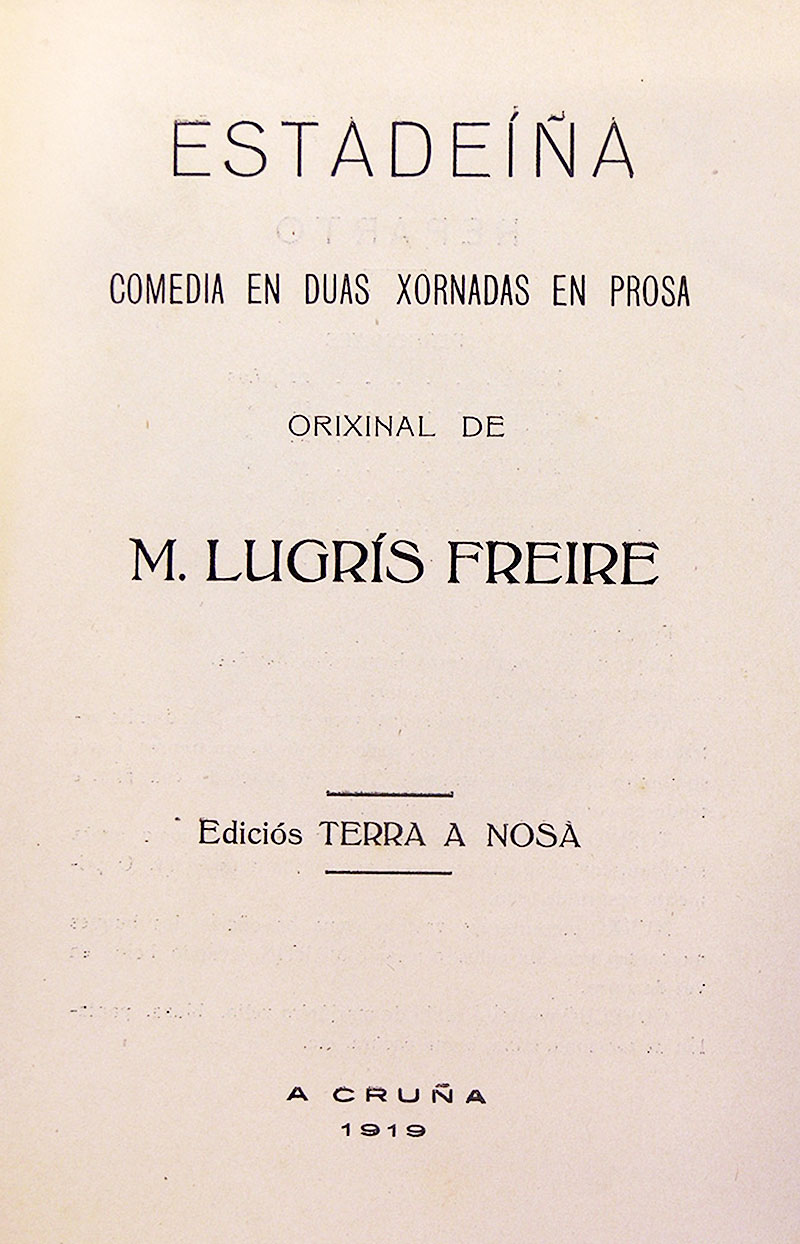 ESTADEÍÑA
COMEDIA EN DUAS XORNADAS EN PROSA
ORIXINAL DE
M. LUGRÍS FREIRE
Ediciós TERRA A NOSA
A CRUÑA
1919